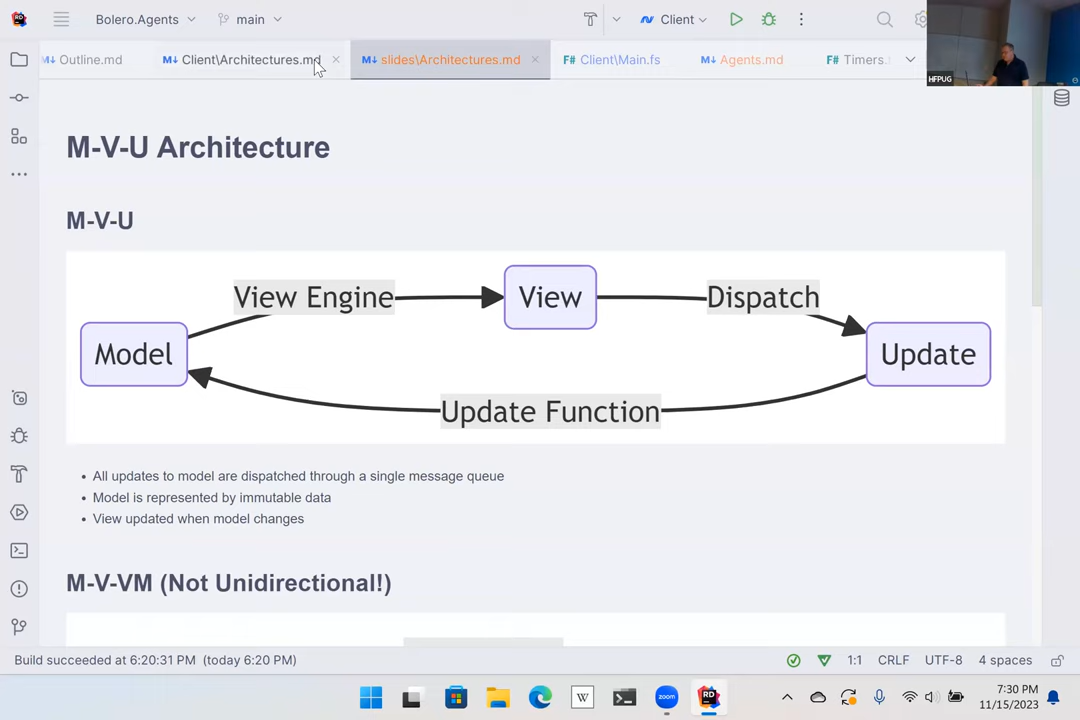 Bolero.Agents
main
Client
Outline.md
Client\Architectures.md
slides\Architectures.md
F# Client\Main.fs
Agents.md
F# Timers.
HFPUG
M-V-U Architecture
M-V-U
View Engine
View
Dispatch
Model
Update
Update Function
• All updates to model are dispatched through a single message queue
• Model is represented by immutable data
• View updated when model changes
M-V-VM (Not Unidirectional!)
Build succeeded at 6:20:31 PM (today 6:20 PM)
1:1
CRLF
UTF-8
4 spaces
W
zoom
RD
7:30 PM
11/15/2023